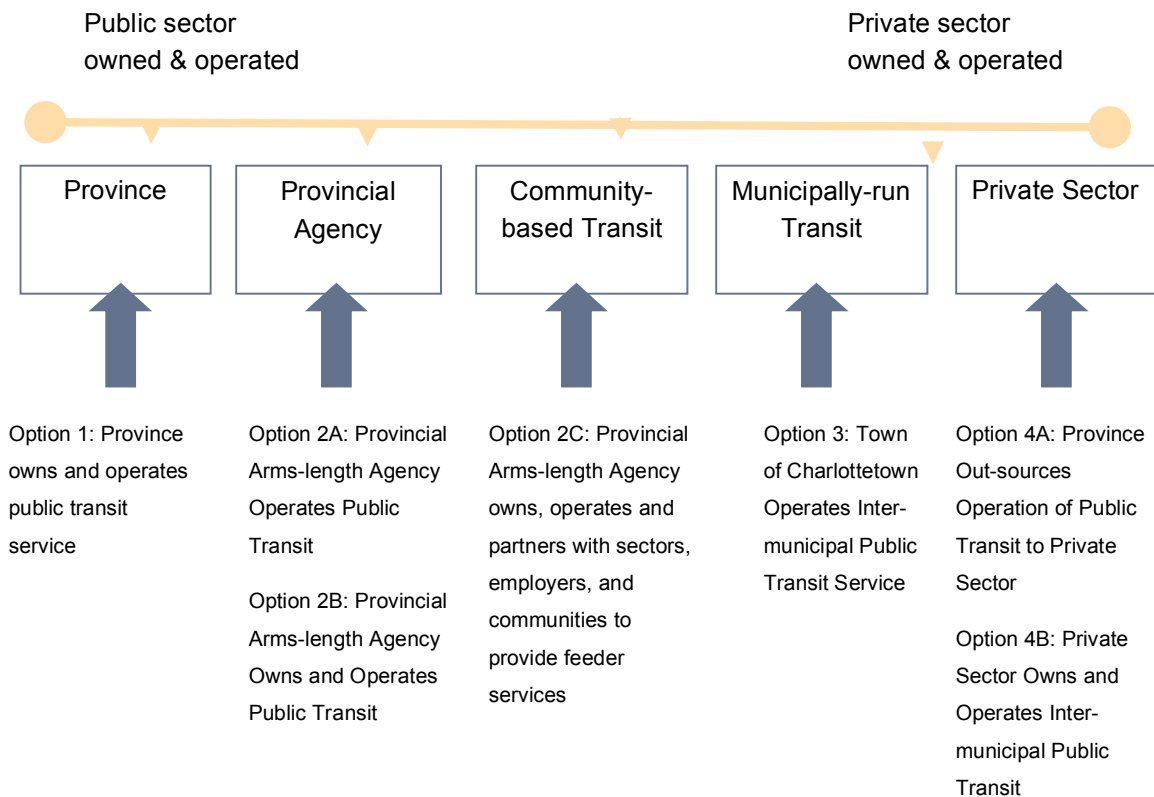 Public sector
owned & operated
Private sector
owned & operated
Province
Provincial
Agency
Community-
based Transit
Municipally-run
Transit
Private Sector
Option 1: Province
owns and operates
public transit
service
Option 2A: Provincial
Arms-length Agency
Operates Public
Transit
Option 2B: Provincial
Arms-length Agency
Owns and Operates
Public Transit
Option 2C: Provincial
Arms-length Agency
owns, operates and
partners with sectors,
employers, and
communities to
provide feeder
services
Option 3: Town
of Charlottetown
Operates Inter-
municipal Public
Transit Service
Option 4A: Province
Out-sources
Operation of Public
Transit to Private
Sector
Option 4B: Private
Sector Owns and
Operates Inter-
municipal Public
Transit